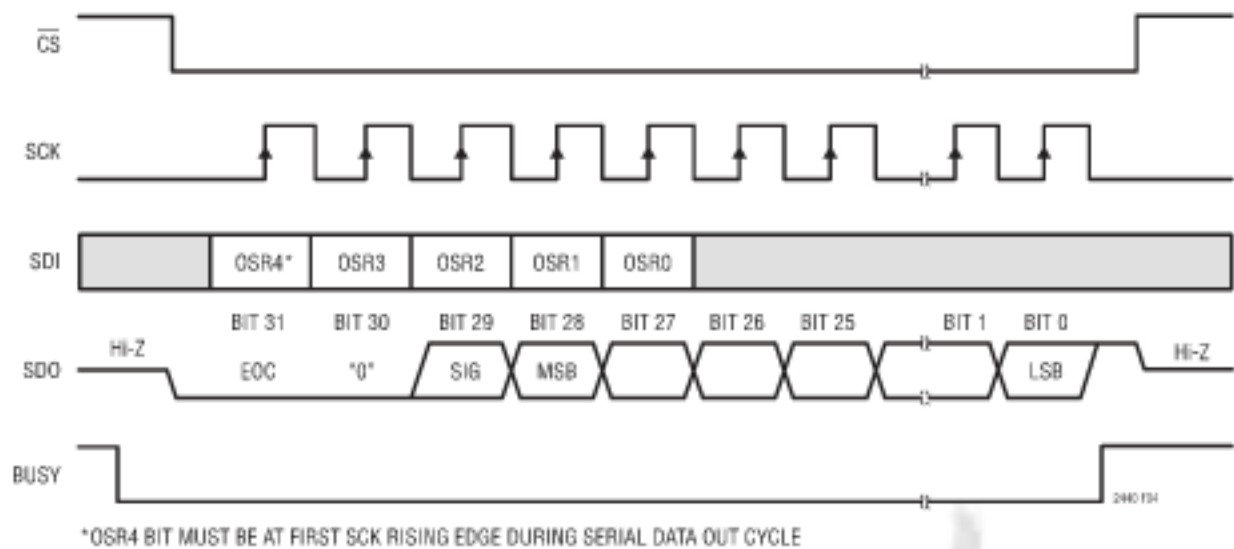 CS
SCK
SDI OSR4* OSR3 OSR2 OSR1 OSR0
BIT 31 BIT 30 BIT 29 BIT 28 BIT 27 BIT 26 BIT 25 BIT 1 BIT 0
Hi-Z Hi-Z
SDO EOC "0" SIG MSB LSB
BUSY
2440 F04
*OSR4 BIT MUST BE AT FIRST SCK RISING EDGE DURING SERIAL DATA OUT CYCLE